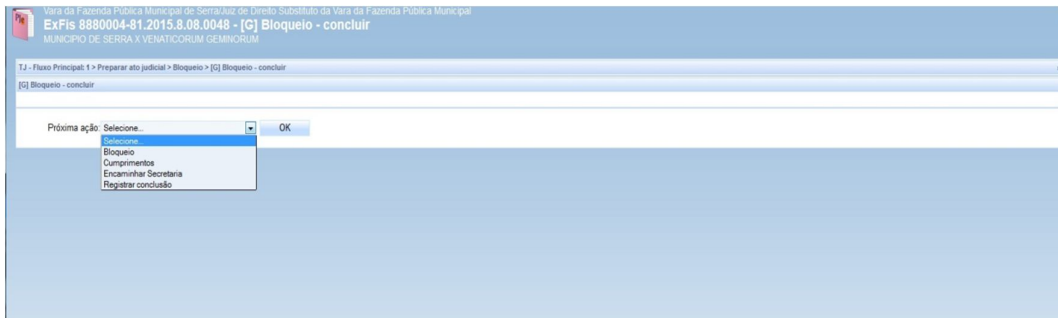 PJe
Vara da Fazenda Pública Municipal de Serra/Juiz de Direito Substituto da Vara da Fazenda Pública Municipal
ExFis 8880004-81.2015.8.08.0048 - [G] Bloqueio - concluir
MUNICIPIO DE SERRA X VENATICORUM GEMINORUM
TJ - Fluxo Principal: 1 > Preparar ato judicial > Bloqueio > [G] Bloqueio - concluir
[G] Bloqueio - concluir
Próxima ação: Selecione... OK
Selecione...
Bloqueio
Cumprimentos
Encaminhar Secretaria
Registrar conclusão